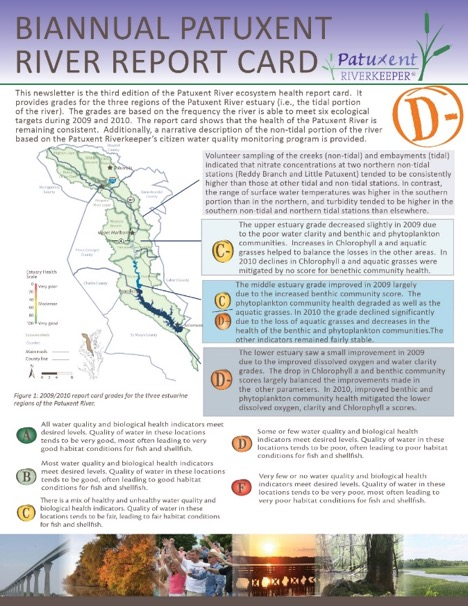 BIANNUAL PATUXENT
RIVER REPORT CARD
Patuxent
RIVERKEEPER
This newsletter is the third edition of the Patuxent River ecosystem health report card. It
provides grades for the three regions of the Patuxent River estuary (i.e., the tidal portion
of the river). The grades are based on the frequency the river is able to meet six ecological
targets during 2009 and 2010. The report card shows that the health of the Patuxent River is
remaining consistent. Additionally, a narrative description of the non-tidal portion of the river
based on the Patuxent Riverkeeper's citizen water quality monitoring program is provided.
D-
Volunteer sampling of the creeks (non-tidal) and embayments (tidal)
indicated that nitrate concentrations at two northern non-tidal
stations (Reddy Branch and Little Patuxent) tended to be consistently
higher than those at other tidal and non tidal stations. In contrast,
the range of surface water temperatures was higher in the southern
portion than in the northern, and turbidity tended to be higher in the
southern non-tidal and northern tidal stations than elsewhere.
C-
The upper estuary grade decreased slightly in 2009 due
to the poor water clarity and benthic and phytoplankton
communities. Increases in Chlorophyll a and aquatic
grasses helped to balance the losses in the other areas. In
2010 declines in Chlorophyll a and aquatic grasses were
mitigated by no score for benethic community health.
C
D-
The middle estuary grade improved in 2009 largely
due to the increased benthic community score. The
phytoplankton community health degraded as well as the
aquatic grasses. In 2010 the grade declined significantly
due to the loss of aquatic grasses and decreases in the
health of the benthic and phytoplankton communities.The
other indicators remained fairly stable.
D-
The lower estuary saw a small improvement in 2009
due to the improved dissolved oxygen and water clarity
grades. The drop in Chlorophyll a and benthic community
scores largely balanced the improvements made in
the other parameters. In 2010, improved benthic and
phytoplankton community health mitigated the lower
dissolved oxygen, clarity and Chlorophyll a scores.
Estuary Health
Scale
Very poor
Moderate
Very good
Main roads
County line
N
Figure 1: 2009/2010 report card grades for the three estuarine
regions of the Patuxent River.
A
All water quality and biological health indicators meet
desired levels. Quality of water in these locations
tends to be very good, most often leading to very
good habitat conditions for fish and shellfish.
B
Most water quality and biological health indicators
meet desired levels. Quality of water in these locations
tends to be good, often leading to good habitat
conditions for fish and shellfish.
C
There is a mix of healthy and unhealthy water quality and
biological health indicators. Quality of water in these
locations tends to be fair, leading to fair habitat conditions
for fish and shellfish.
D
Some or few water quality and biological health
indicators meet desired levels. Quality of water in these
locations tends to be poor, often leading to poor habitat
conditions for fish and shellfish.
F
Very few or no water quality and biological health
indicators meet desired levels. Quality of water in these
locations tends to be very poor, most often leading to
very poor habitat conditions for fish and shellfish.